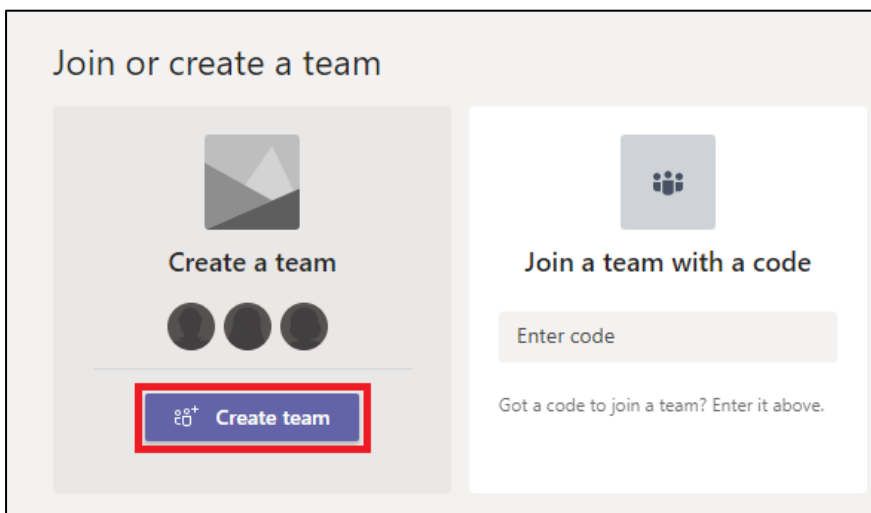 Join or create a team
Create a team
Create team
Join a team with a code
Enter code
Got a code to join a team? Enter it above.